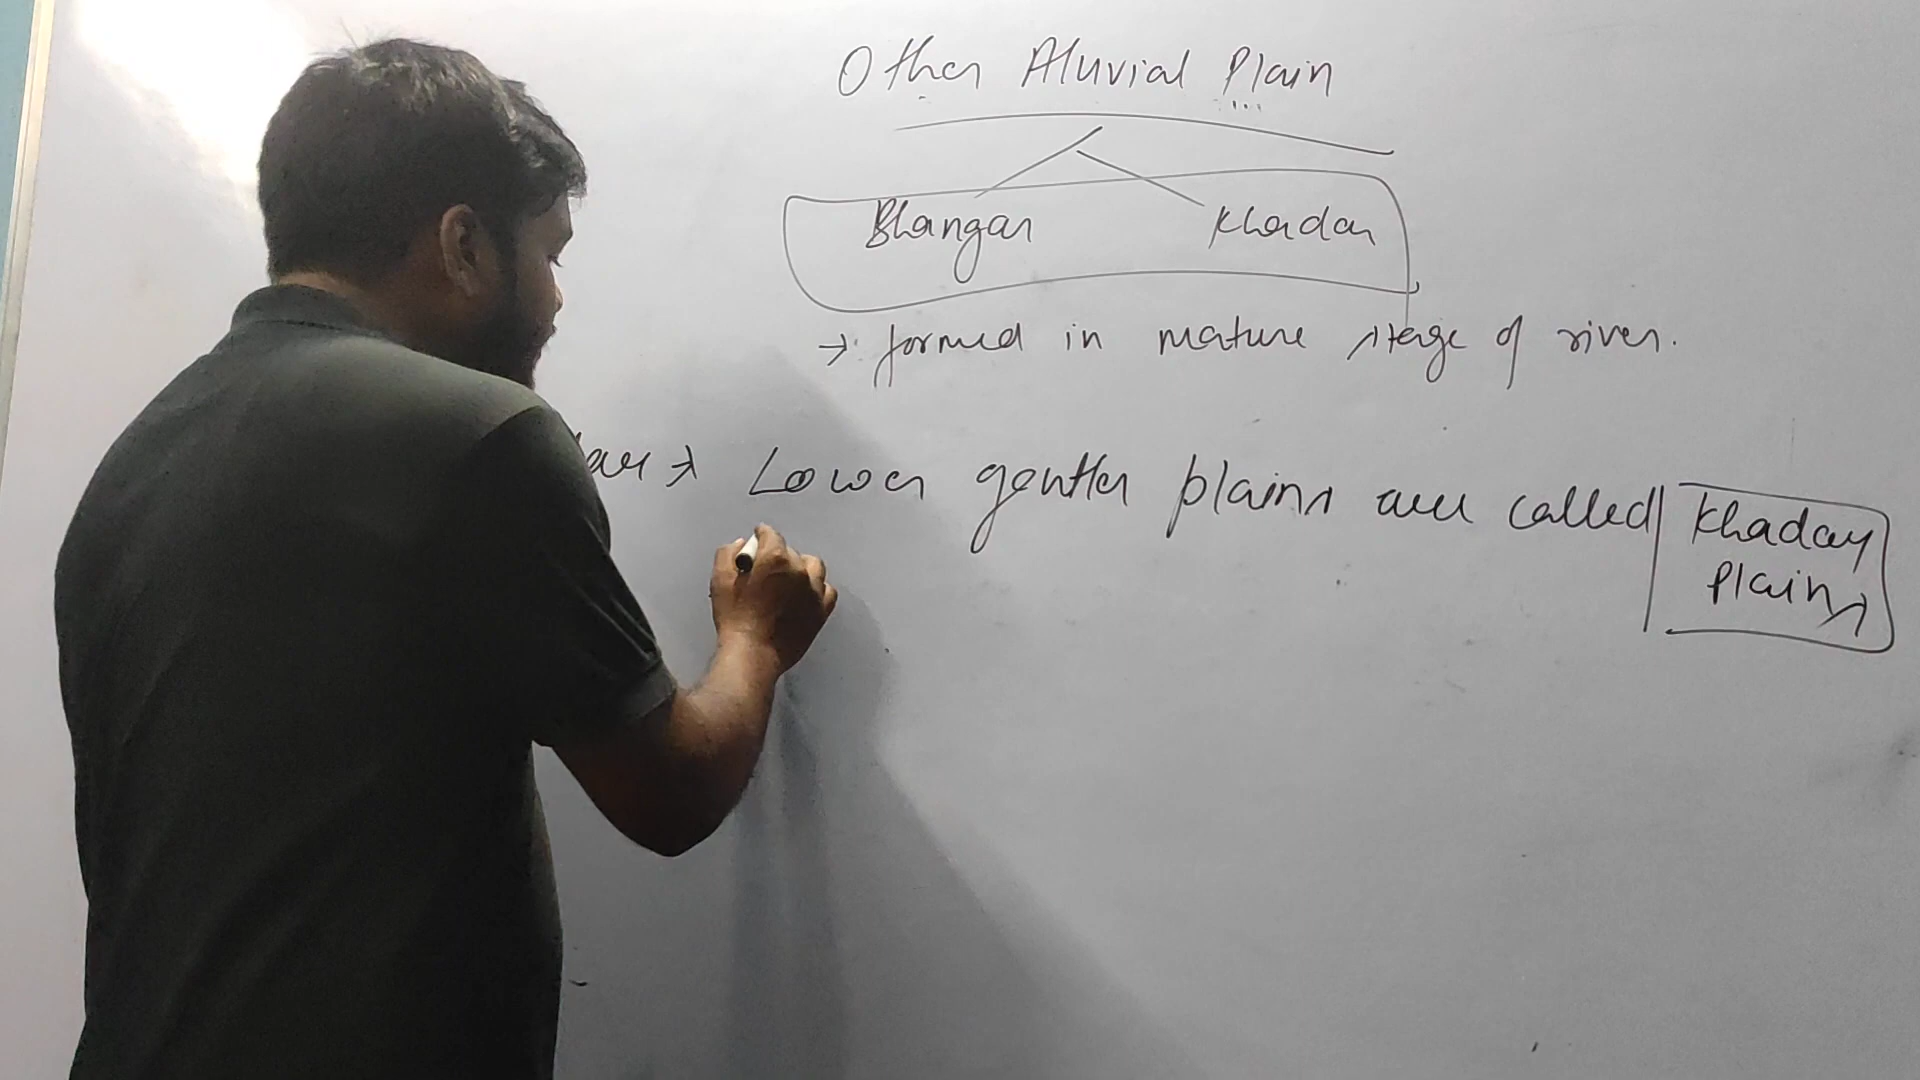 Other Aluvial Plain
Bhangar Khadar
→ formed in mature stage of river.
→ Lower gentler plains are called Khadar
Plains